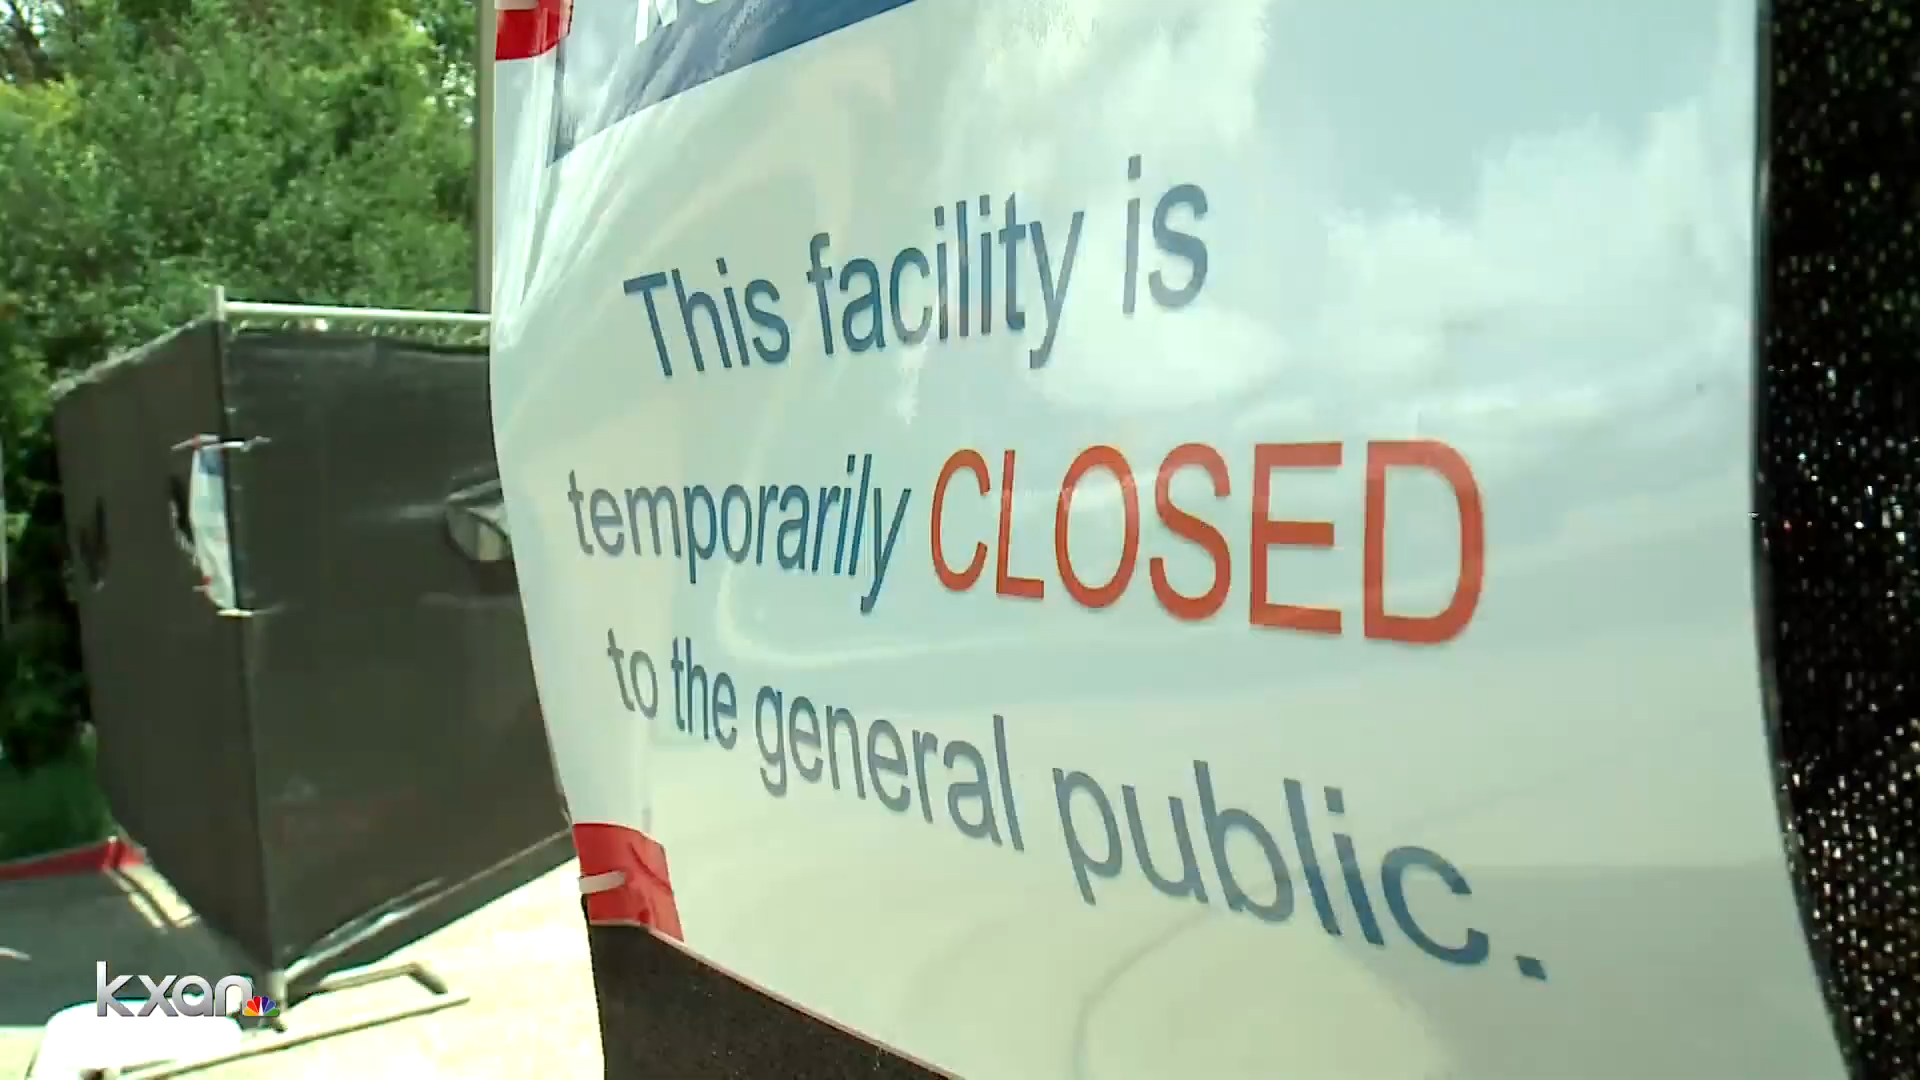 This facility is
temporarily CLOSED
to the general public.
kxan